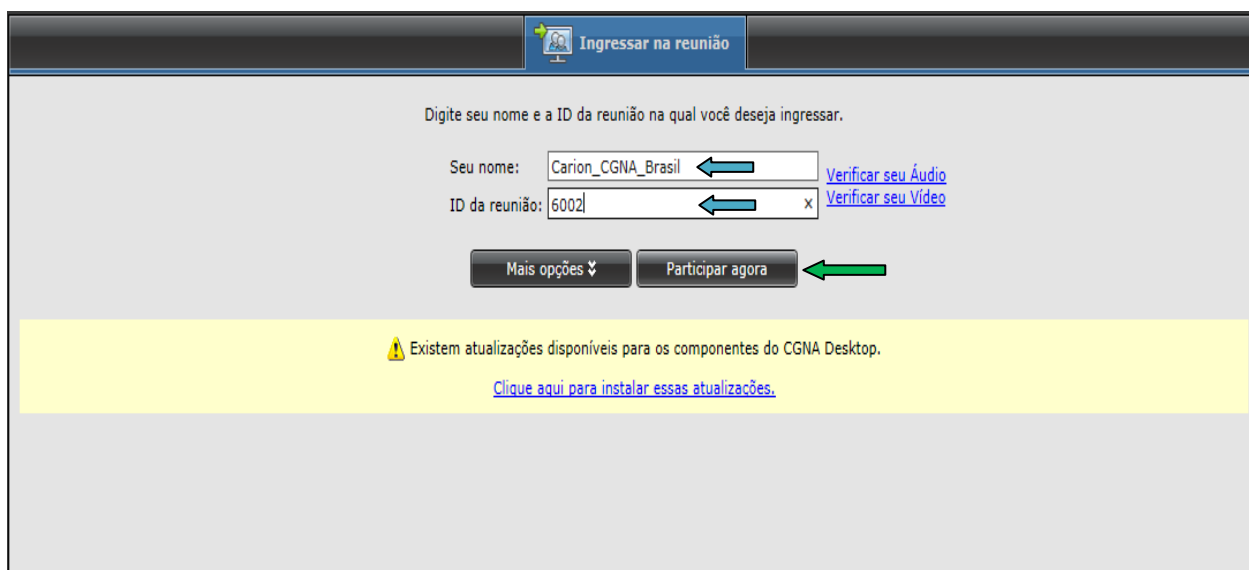 Ingressar na reunião
Digite seu nome e a ID da reunião na qual você deseja ingressar.
Seu nome: Carion_CGNA_Brasil Verificar seu Áudio
ID da reunião: 6002 x Verificar seu Vídeo
Mais opções Participar agora
Existem atualizações disponíveis para os componentes do CGNA Desktop.
Clique aqui para instalar essas atualizações.